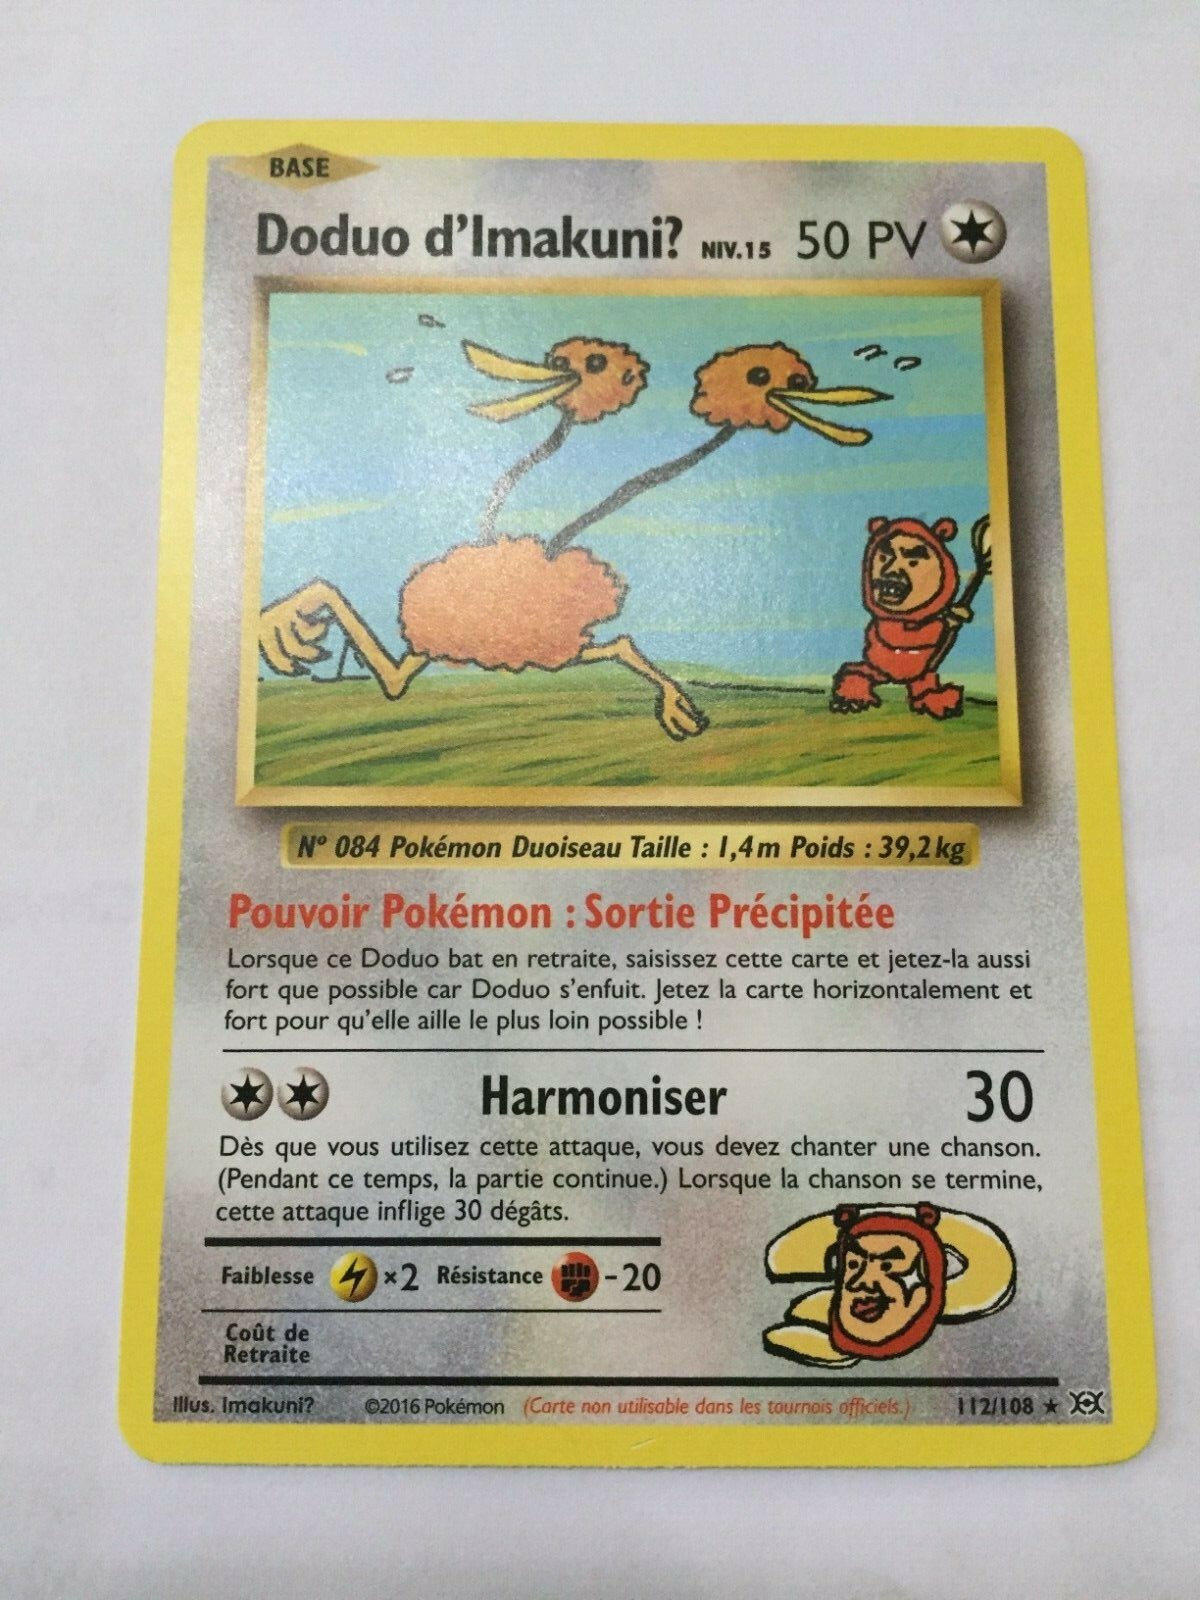 BASE
Doduo d'Imakuni? NIV.15 50 PV
N° 084 Pokémon Duoiseau Taille : 1,4m Poids : 39,2kg
Pouvoir Pokémon : Sortie Précipitée
Lorsque ce Doduo bat en retraite, saisissez cette carte et jetez-la aussi
fort que possible car Doduo s'enfuit. Jetez la carte horizontalement et
fort pour qu'elle aille le plus loin possible !
Harmoniser 30
Dès que vous utilisez cette attaque, vous devez chanter une chanson.
(Pendant ce temps, la partie continue.) Lorsque la chanson se termine,
cette attaque inflige 30 dégâts.
Faiblesse ×2 Résistance -20
Coût de
Retraite
Illus. Imakuni? ©2016 Pokémon (Carte non utilisable dans les tournois officiels.) 112/108 ★